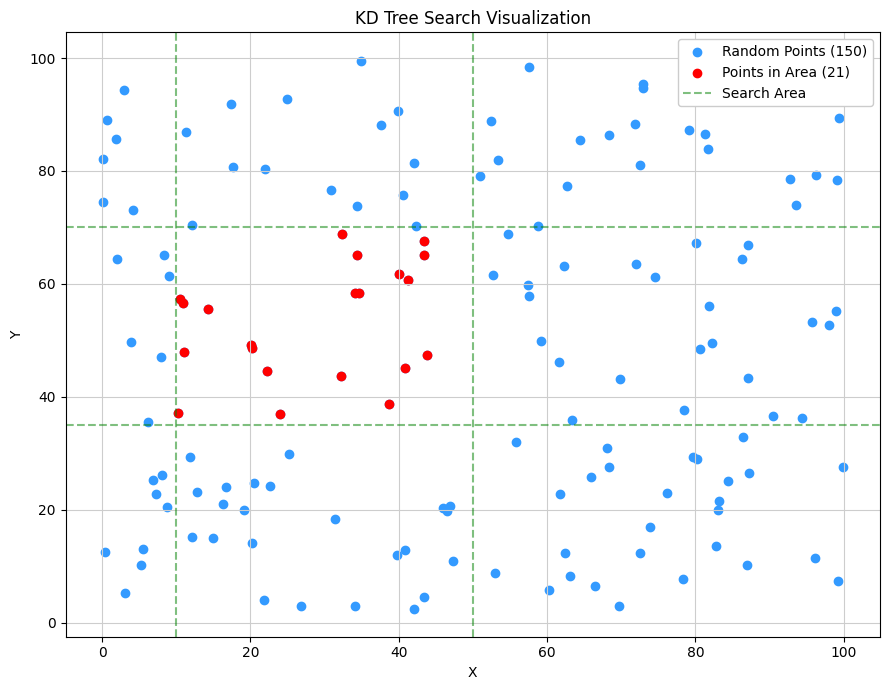 KD Tree Search Visualization
Random Points (150)
Points in Area (21)
Search Area
100
80
60
40
20
0
Y
0 20 40 60 80 100
X